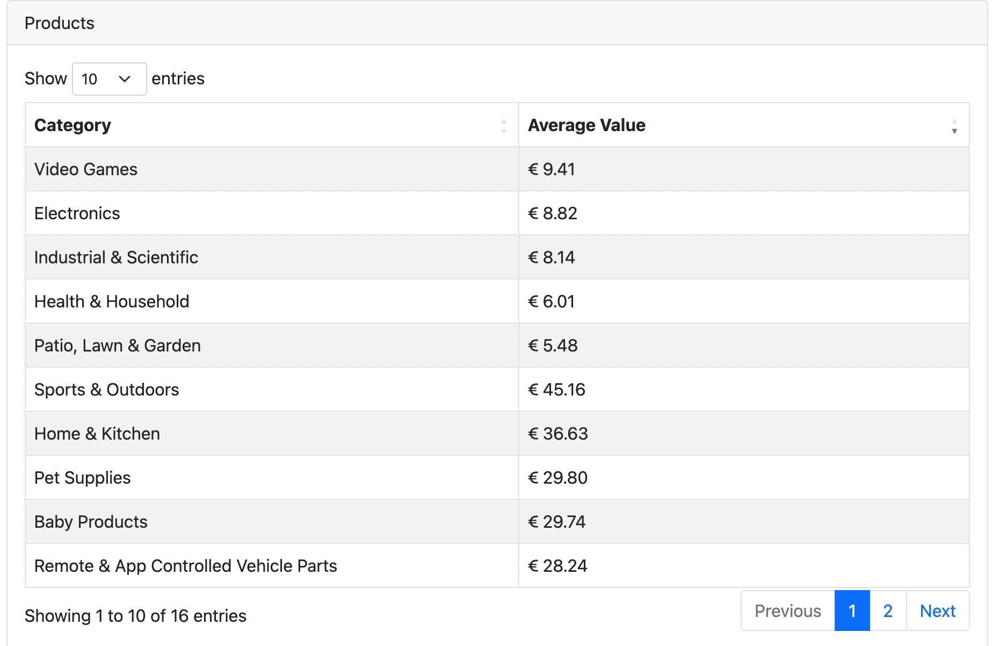 Products
Show 10 entries
Category Average Value
Video Games € 9.41
Electronics € 8.82
Industrial & Scientific € 8.14
Health & Household € 6.01
Patio, Lawn & Garden € 5.48
Sports & Outdoors € 45.16
Home & Kitchen € 36.63
Pet Supplies € 29.80
Baby Products € 29.74
Remote & App Controlled Vehicle Parts € 28.24
Showing 1 to 10 of 16 entries Previous 1 2 Next